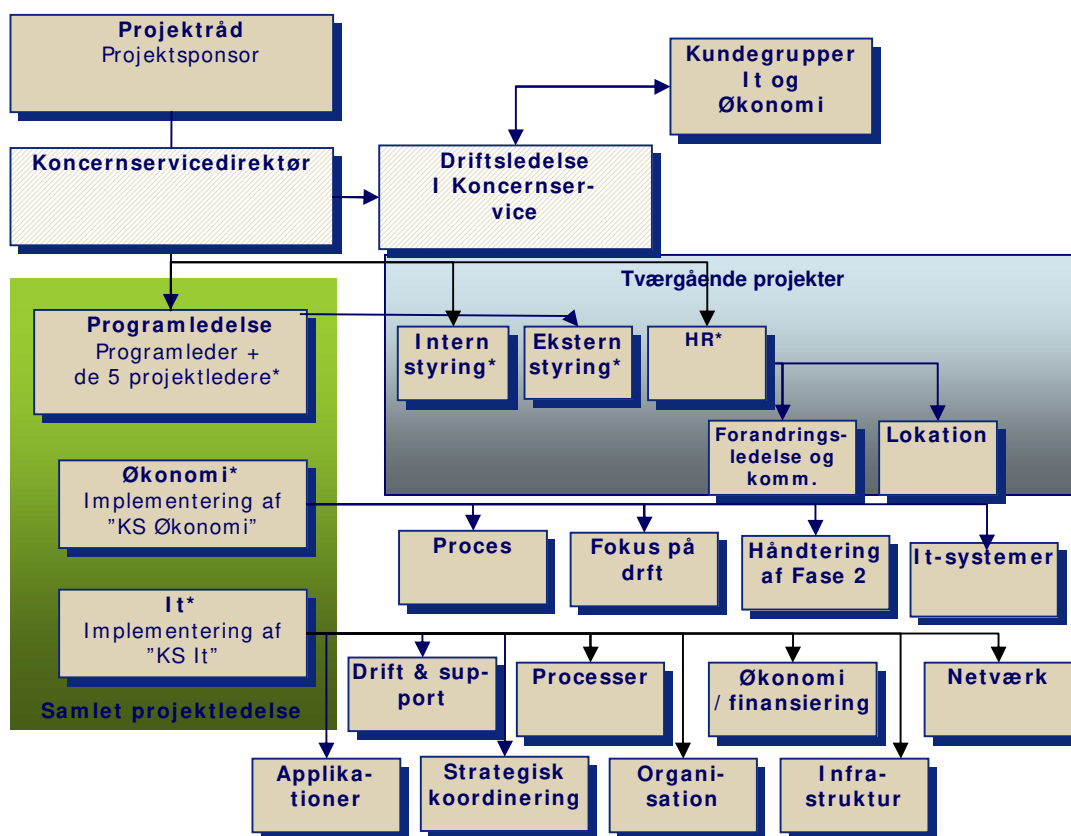 Projektråd
Projektsponsor
Kundegrupper
It og
Økonomi
Koncernservicedirektør
Driftsledelse
I Koncernser-
vice
Tværgående projekter
Programledelse
Programleder +
de 5 projektledere*
Intern
styring*
Ekstern
styring*
HR*
Forandrings-
ledelse og
komm.
Lokation
Økonomi*
Implementering af
"KS Økonomi"
Proces
Fokus på
drft
Håndtering
af Fase 2
It-systemer
It*
Implementering af
"KS It"
Samlet projektledelse
Drift & sup-
port
Processer
Økonomi
/ finansiering
Netværk
Applika-
tioner
Strategisk
koordinering
Organi-
sation
Infra-
struktur